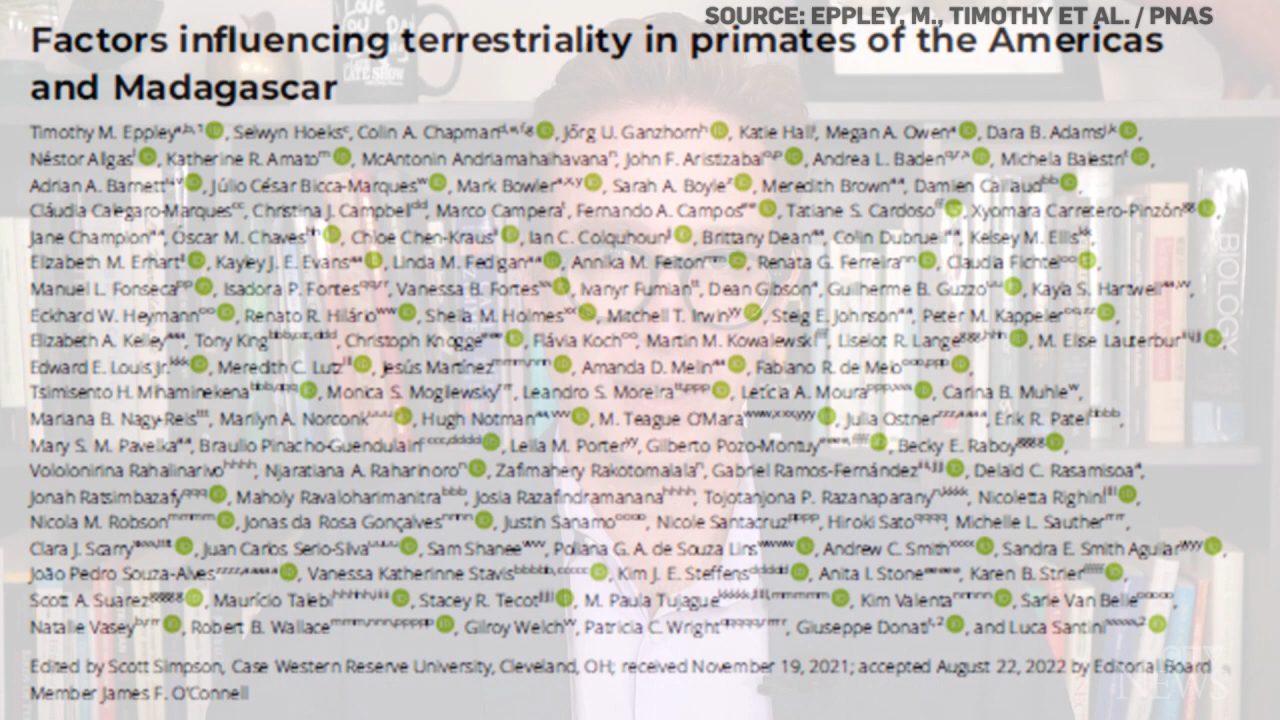 SOURCE: EPPLEY, M., TIMOTHY ET AL. / PNAS
Factors influencing terrestriality in primates of the Americas
and Madagascar
Timothy M. Eppley, Selwyn Hoeks, Colin A. Chapman, Jörg U. Ganzhorn, Katie Hall, Megan A. Owen, Dara B. Adams,
Néstor Allgas, Katherine R. Amato, McAntonin Andriamahaihavana, John F. Aristizabal, Andrea L. Baden, Michela Balestri,
Adrian A. Barnett, Júlio César Bicca-Marques, Mark Bowler, Sarah A. Boyle, Meredith Brown, Damien Caillaud,
Cláudia Calegaro-Marques, Christina J. Campbell, Marco Campera, Fernando A. Campos, Tatiane S. Cardoso, Xyomara Carretero-Pinzón,
Jane Champion, Óscar M. Chaves, Chloe Chen-Kraus, Ian C. Colquhoun, Brittany Dean, Colin Dubrueil, Kelsey M. Ellis,
Elizabeth M. Erhart, Kayley J. E. Evans, Linda M. Fedigan, Annika M. Felton, Renata G. Ferreira, Claudia Fichtel,
Manuel L. Fonseca, Isadora P. Fortes, Vanessa B. Fortes, Ivanyr Fumian, Dean Gibson, Guilherme B. Guzzo, Kayla S. Hartwell,
Eckhard W. Heymann, Renato R. Hilário, Sheila M. Holmes, Mitchell T. Irwin, Steig E. Johnson, Peter M. Kappeler,
Elizabeth A. Kelley, Tony King, Christoph Knogge, Flávia Koch, Martin M. Kowalewski, Liselot R. Lange, M. Elise Lauterbur,
Edward E. Louis Jr., Meredith C. Lutz, Jesús Martínez, Amanda D. Melin, Fabiano R. de Melo,
Tsimisento H. Mihaminekena, Monica S. Mogilewsky, Leandro S. Moreira, Letícia A. Moura, Carina B. Muhle,
Mariana B. Nagy-Reis, Marilyn A. Norconk, Hugh Notman, M. Teague O'Mara, Julia Ostner, Erik R. Patel,
Mary S. M. Pavelka, Braulio Pinacho-Guendulain, Leila M. Porter, Gilberto Pozo-Montuy, Becky E. Raboy,
Vololonirina Rahalinarivo, Njaratiana A. Raharinoro, Zafimahery Rakotomalala, Gabriel Ramos-Fernández, Delaïd C. Rasamisoa,
Jonah Ratsimbazafy, Maholy Ravaloharimanitra, Josia Razafindramanana, Tojotanjona P. Razanaparany, Nicoletta Righini,
Nicola M. Robson, Jonas da Rosa Gonçalves, Justin Sanamo, Nicole Santacruz, Hiroki Sato, Michelle L. Sauther,
Clara J. Scarry, Juan Carlos Serio-Silva, Sam Shanee, Poliana G. A. de Souza Lins, Andrew C. Smith, Sandra E. Smith Aguilar,
João Pedro Souza-Alves, Vanessa Katherinne Stavis, Kim J. E. Steffens, Anita I. Stone, Karen B. Strier,
Scott A. Suarez, Maurício Talebi, Stacey R. Tecot, M. Paula Tujague, Kim Valenta, Sarie Van Belle,
Natalie Vasey, Robert B. Wallace, Gilroy Welch, Patricia C. Wright, Giuseppe Donati, and Luca Santini
Edited by Scott Simpson, Case Western Reserve University, Cleveland, OH; received November 19, 2021; accepted August 22, 2022 by Editorial Board
Member James F. O'Connell
LATE SHOW
BIOLOGY
NEWS